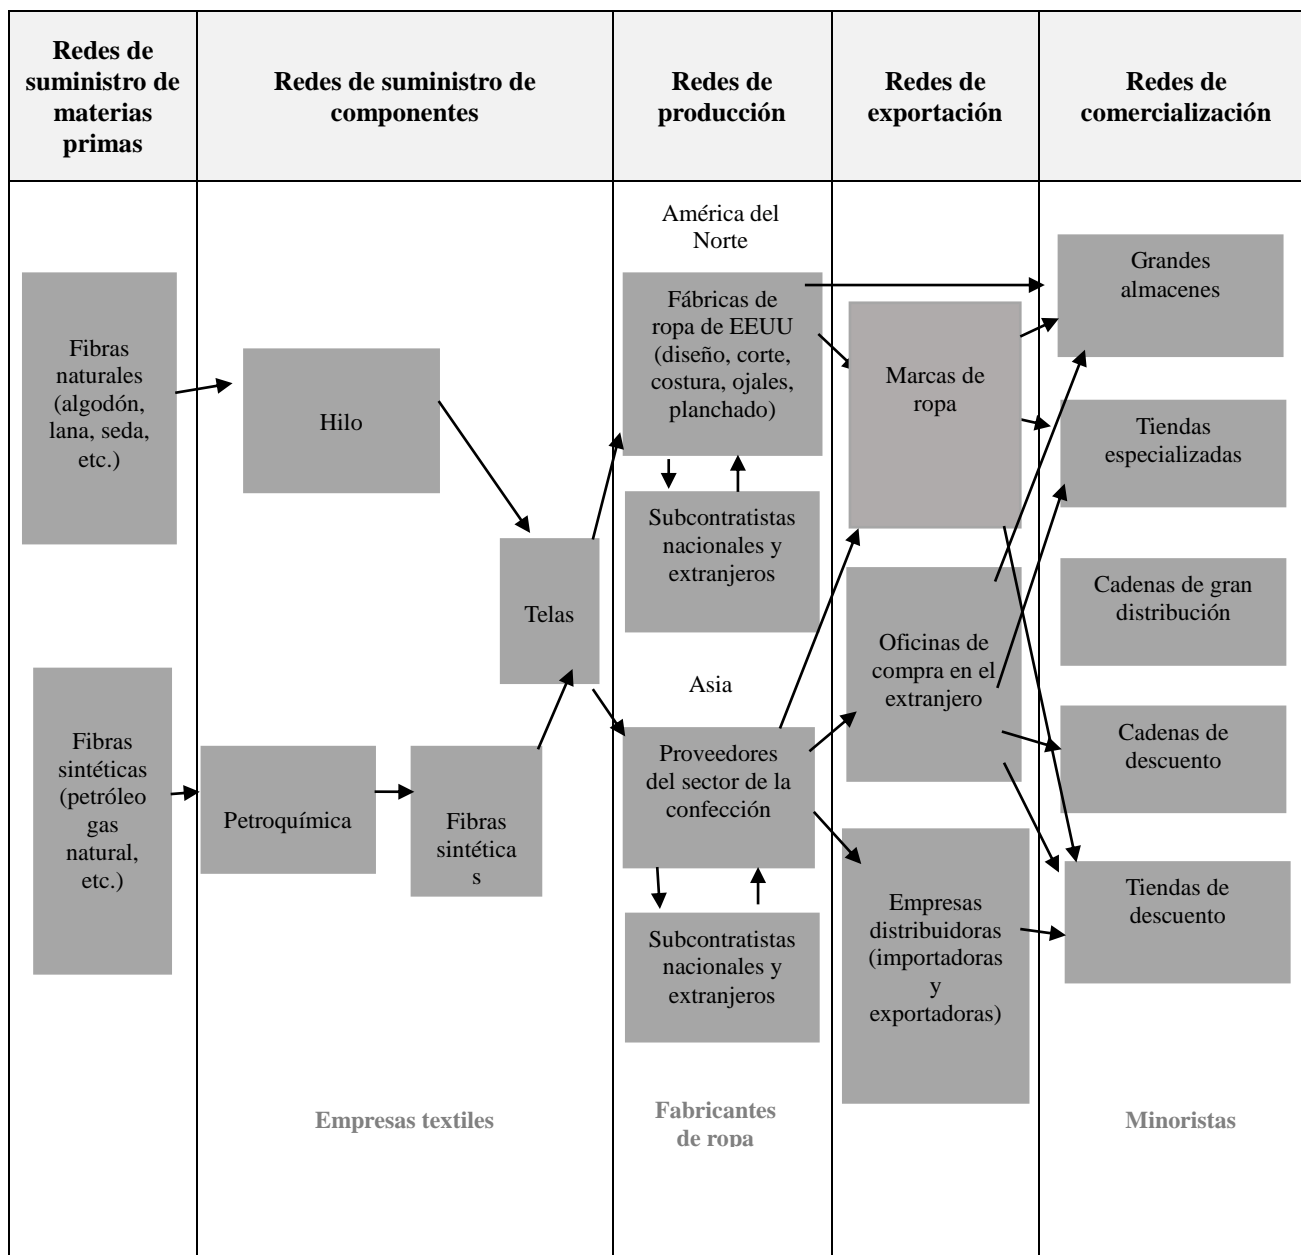 Redes de
suministro de
materias
primas
Redes de suministro de
componentes
Redes de
producción
Redes de
exportación
Redes de
comercialización
Fibras
naturales
(algodón,
lana, seda,
etc.)
Fibras
sintéticas
(petróleo
gas
natural,
etc.)
Hilo
Telas
Petroquímica
Fibras
sintética
s
Empresas textiles
América del
Norte
Fábricas de
ropa de EEUU
(diseño, corte,
costura, ojales,
planchado)
Subcontratistas
nacionales y
extranjeros
Asia
Proveedores
del sector de la
confección
Subcontratistas
nacionales y
extranjeros
Fabricantes
de ropa
Marcas de
ropa
Oficinas de
compra en el
extranjero
Empresas
distribuidoras
(importadoras
y
exportadoras)
Grandes
almacenes
Tiendas
especializadas
Cadenas de gran
distribución
Cadenas de
descuento
Tiendas de
descuento
Minoristas